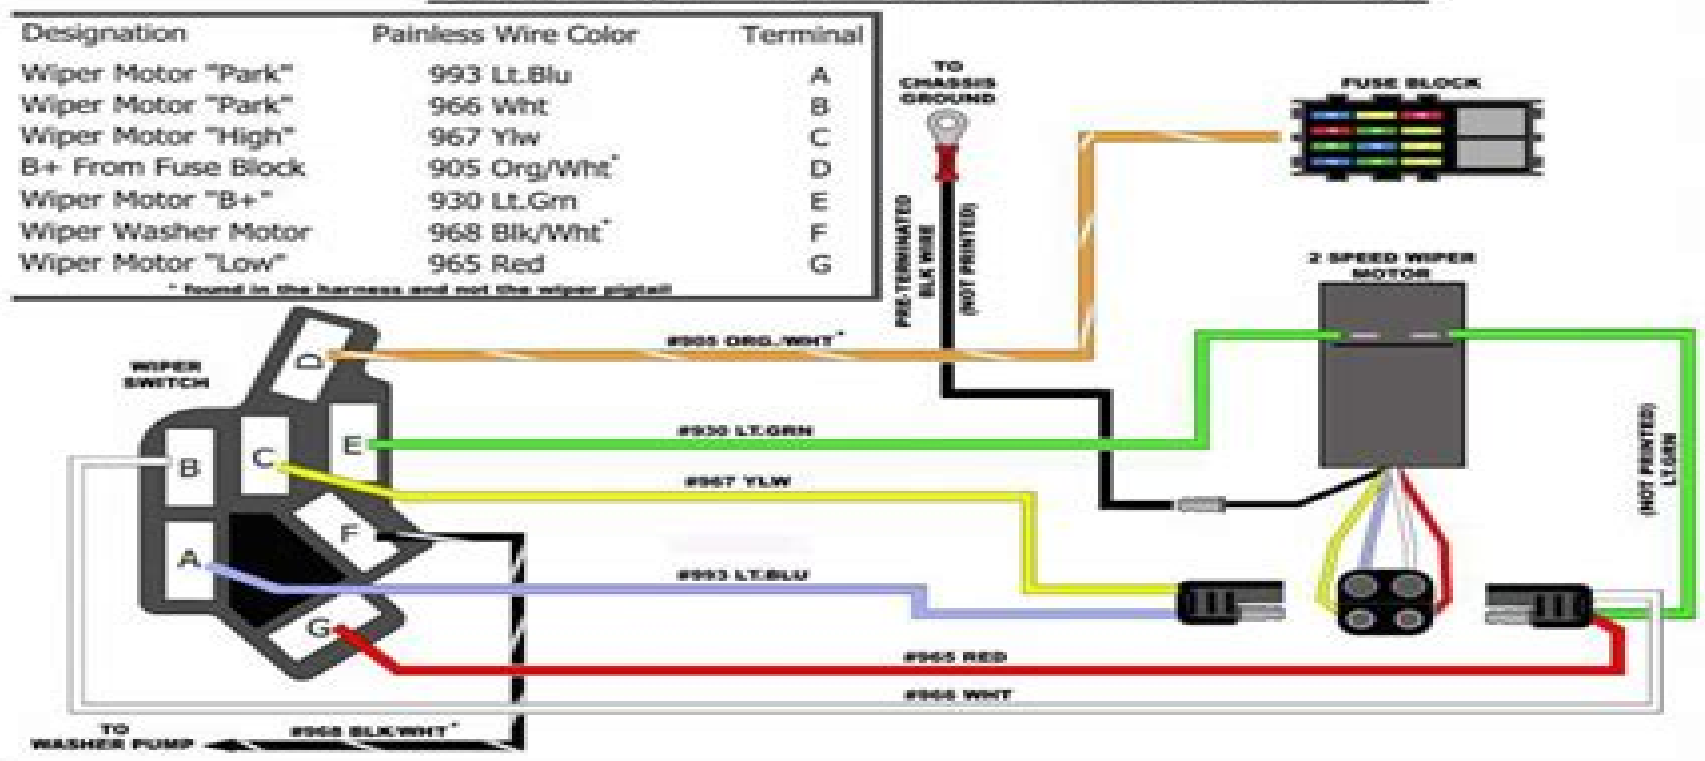 Designation Painless Wire Color Terminal
Wiper Motor "Park" 993 Lt.Blu A
Wiper Motor "Park" 966 Wht B
Wiper Motor "High" 967 Ylw C
B+ From Fuse Block 905 Org/Wht* D
Wiper Motor "B+" 930 Lt.Grn E
Wiper Washer Motor 968 Blk/Wht* F
Wiper Motor "Low" 965 Red G
* found in the harness and not the wiper pigtail
TO
CHASSIS
GROUND
FUSE BLOCK
PRE-TERMINATED
BLK WIRE
(NOT PRINTED)
2 SPEED WIPER
MOTOR
WIPER
SWITCH
D
#905 ORG./WHT*
E
#930 LT.GRN
(NOT PRINTED)
LT.GRN
B
C
#967 YLW
F
A
#993 LT.BLU
G
#965 RED
#966 WHT
TO
WASHER PUMP
#968 BLK/WHT*